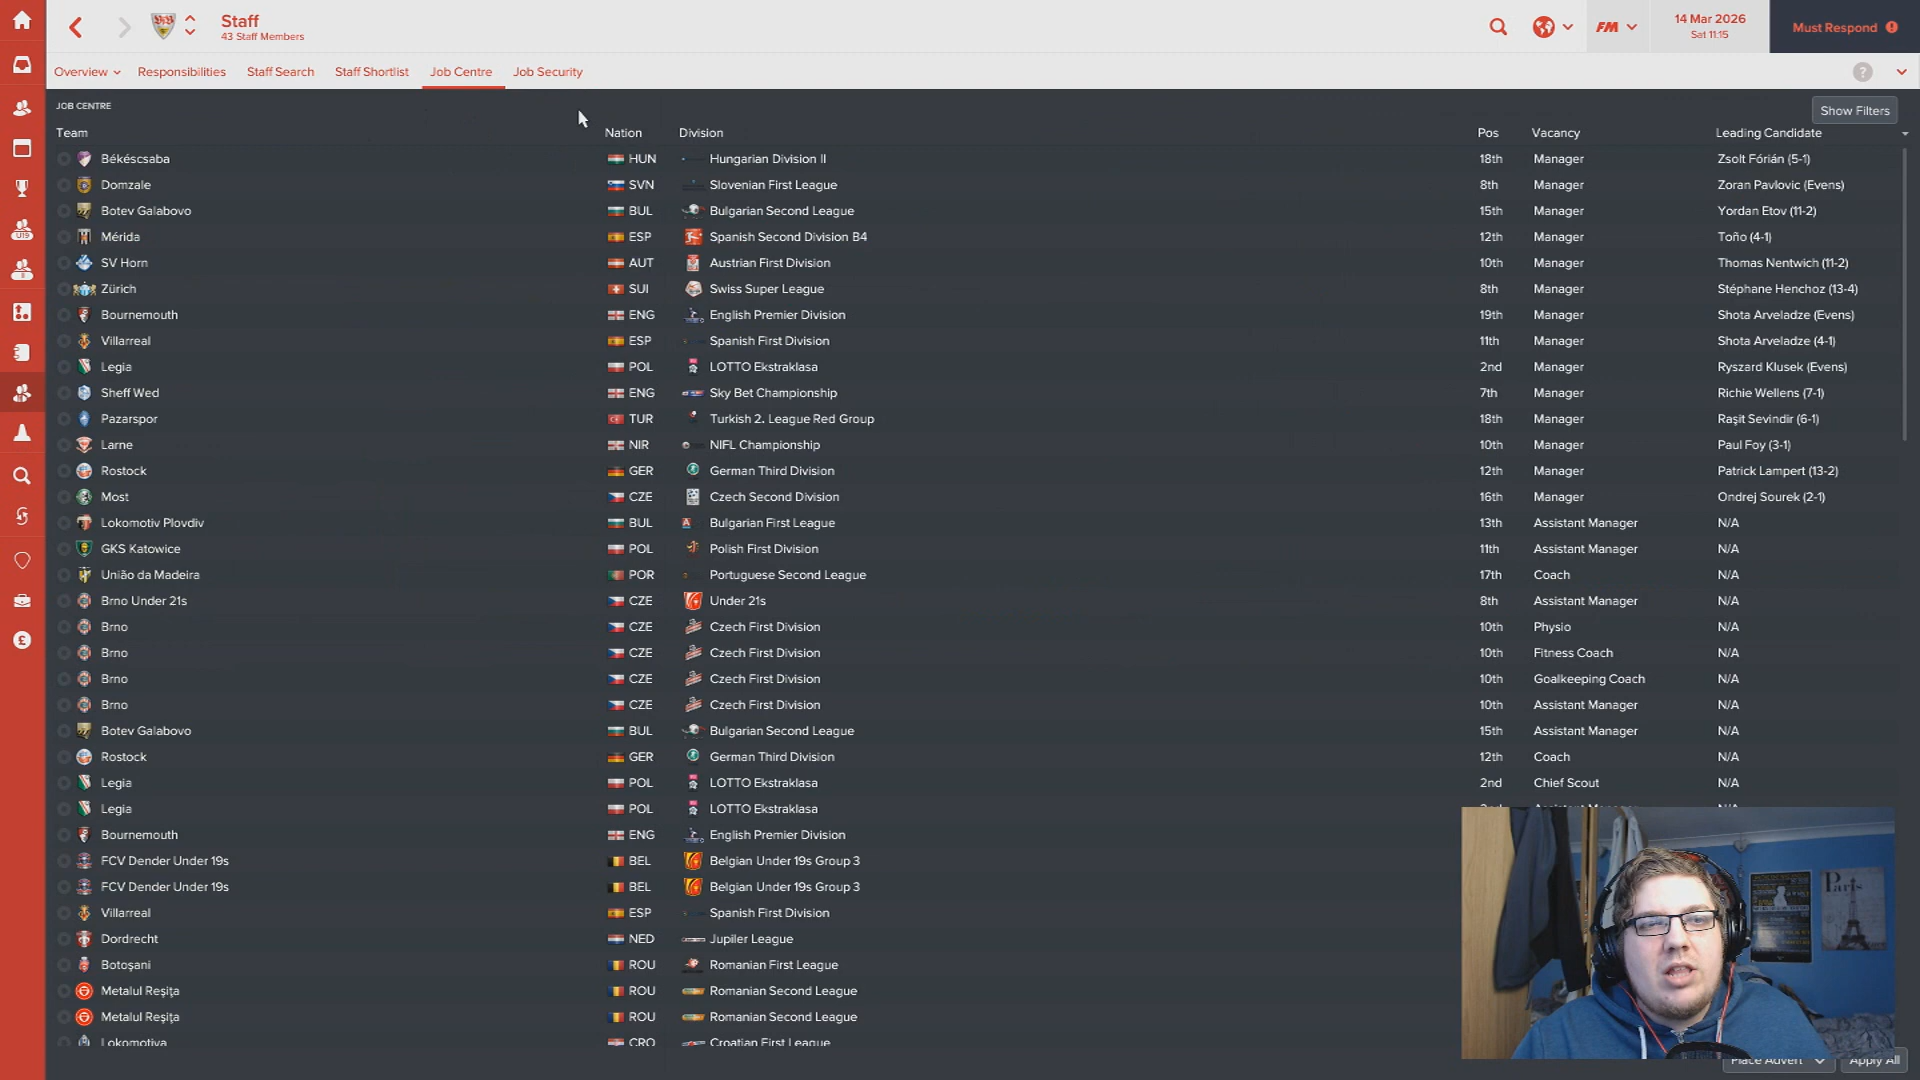 Staff
43 Staff Members
FM
14 Mar 2026
Sat 11:15
Must Respond
Overview Responsibilities Staff Search Staff Shortlist Job Centre Job Security
?
JOB CENTRE
Show Filters
Team Nation Division Pos Vacancy Leading Candidate
Békéscsaba HUN Hungarian Division II 18th Manager Zsolt Fórián (5-1)
Domzale SVN Slovenian First League 8th Manager Zoran Pavlovic (Evens)
Botev Galabovo BUL Bulgarian Second League 15th Manager Yordan Etov (11-2)
Mérida ESP Spanish Second Division B4 12th Manager Toño (4-1)
SV Horn AUT Austrian First Division 10th Manager Thomas Nentwich (11-2)
Zürich SUI Swiss Super League 8th Manager Stéphane Henchoz (13-4)
Bournemouth ENG English Premier Division 19th Manager Shota Arveladze (Evens)
Villarreal ESP Spanish First Division 11th Manager Shota Arveladze (4-1)
Legia POL LOTTO Ekstraklasa 2nd Manager Ryszard Klusek (Evens)
Sheff Wed ENG Sky Bet Championship 7th Manager Richie Wellens (7-1)
Pazarspor TUR Turkish 2. League Red Group 18th Manager Raşit Sevindir (6-1)
Larne NIR NIFL Championship 10th Manager Paul Foy (3-1)
Rostock GER German Third Division 12th Manager Patrick Lampert (13-2)
Most CZE Czech Second Division 16th Manager Ondrej Sourek (2-1)
Lokomotiv Plovdiv BUL Bulgarian First League 13th Assistant Manager N/A
GKS Katowice POL Polish First Division 11th Assistant Manager N/A
União da Madeira POR Portuguese Second League 17th Coach N/A
Brno Under 21s CZE Under 21s 8th Assistant Manager N/A
Brno CZE Czech First Division 10th Physio N/A
Brno CZE Czech First Division 10th Fitness Coach N/A
Brno CZE Czech First Division 10th Goalkeeping Coach N/A
Brno CZE Czech First Division 10th Assistant Manager N/A
Botev Galabovo BUL Bulgarian Second League 15th Assistant Manager N/A
Rostock GER German Third Division 12th Coach N/A
Legia POL LOTTO Ekstraklasa 2nd Chief Scout N/A
Legia POL LOTTO Ekstraklasa
Bournemouth ENG English Premier Division
FCV Dender Under 19s BEL Belgian Under 19s Group 3
FCV Dender Under 19s BEL Belgian Under 19s Group 3
Villarreal ESP Spanish First Division
Dordrecht NED Jupiler League
Botoşani ROU Romanian First League
Metalul Reşiţa ROU Romanian Second League
Metalul Reşiţa ROU Romanian Second League
Lokomotiva CRO Croatian First League
Paris
Place Advert Apply All